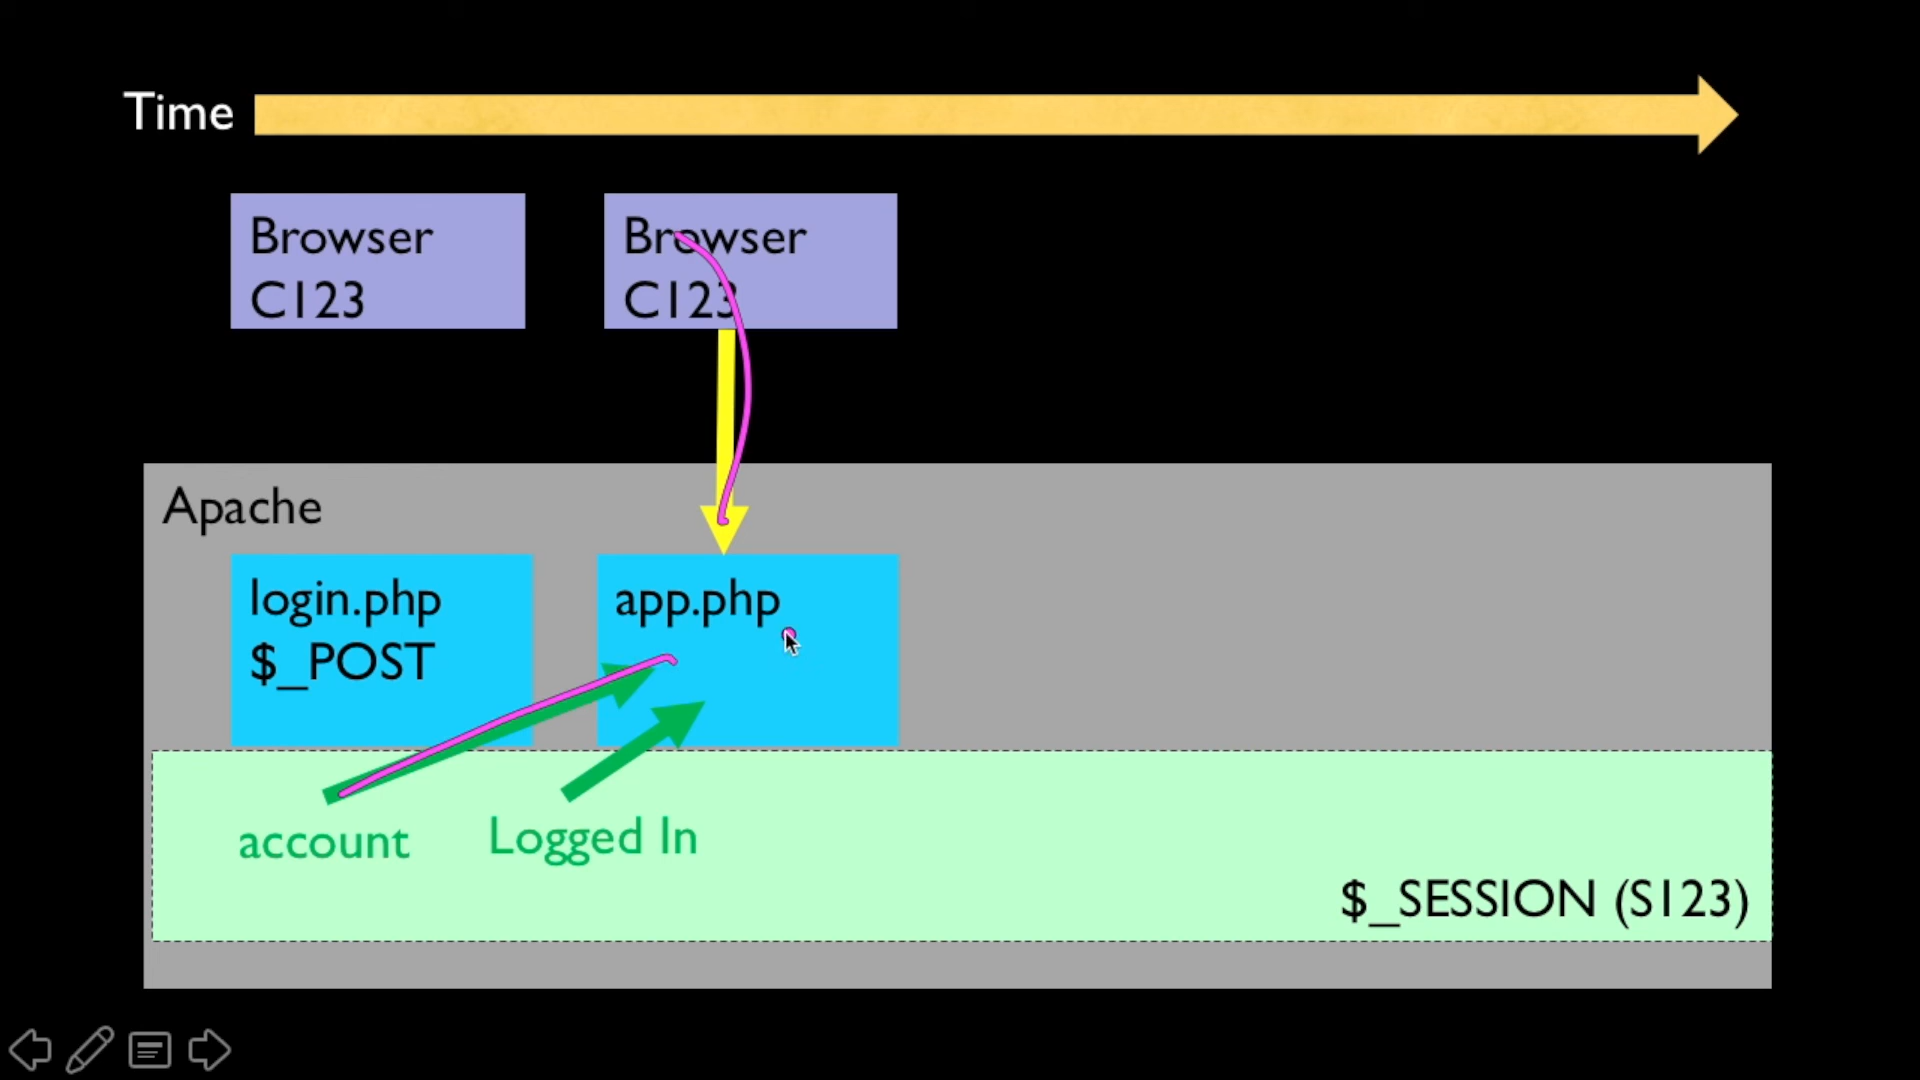 Time
Browser
C123
Browser
C123
Apache
login.php
$_POST
app.php
account
Logged In
$_SESSION (S123)